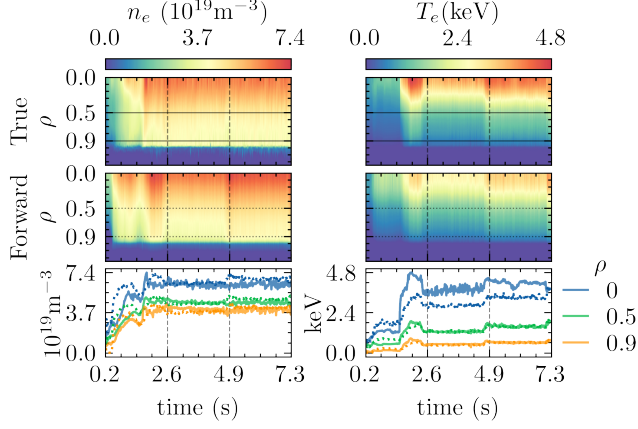 n_e (10^19 m^−3) T_e(keV)
0.0 3.7 7.4 0.0 2.4 4.8
True ρ 0.0 0.5 0.9
Forward ρ 0.0 0.5 0.9
10^19 m^−3 7.4 3.7 0.0 keV 4.8 2.4 0.0 ρ 0 0.5 0.9
0.2 2.6 4.9 7.3 0.2 2.6 4.9 7.3
time (s) time (s)